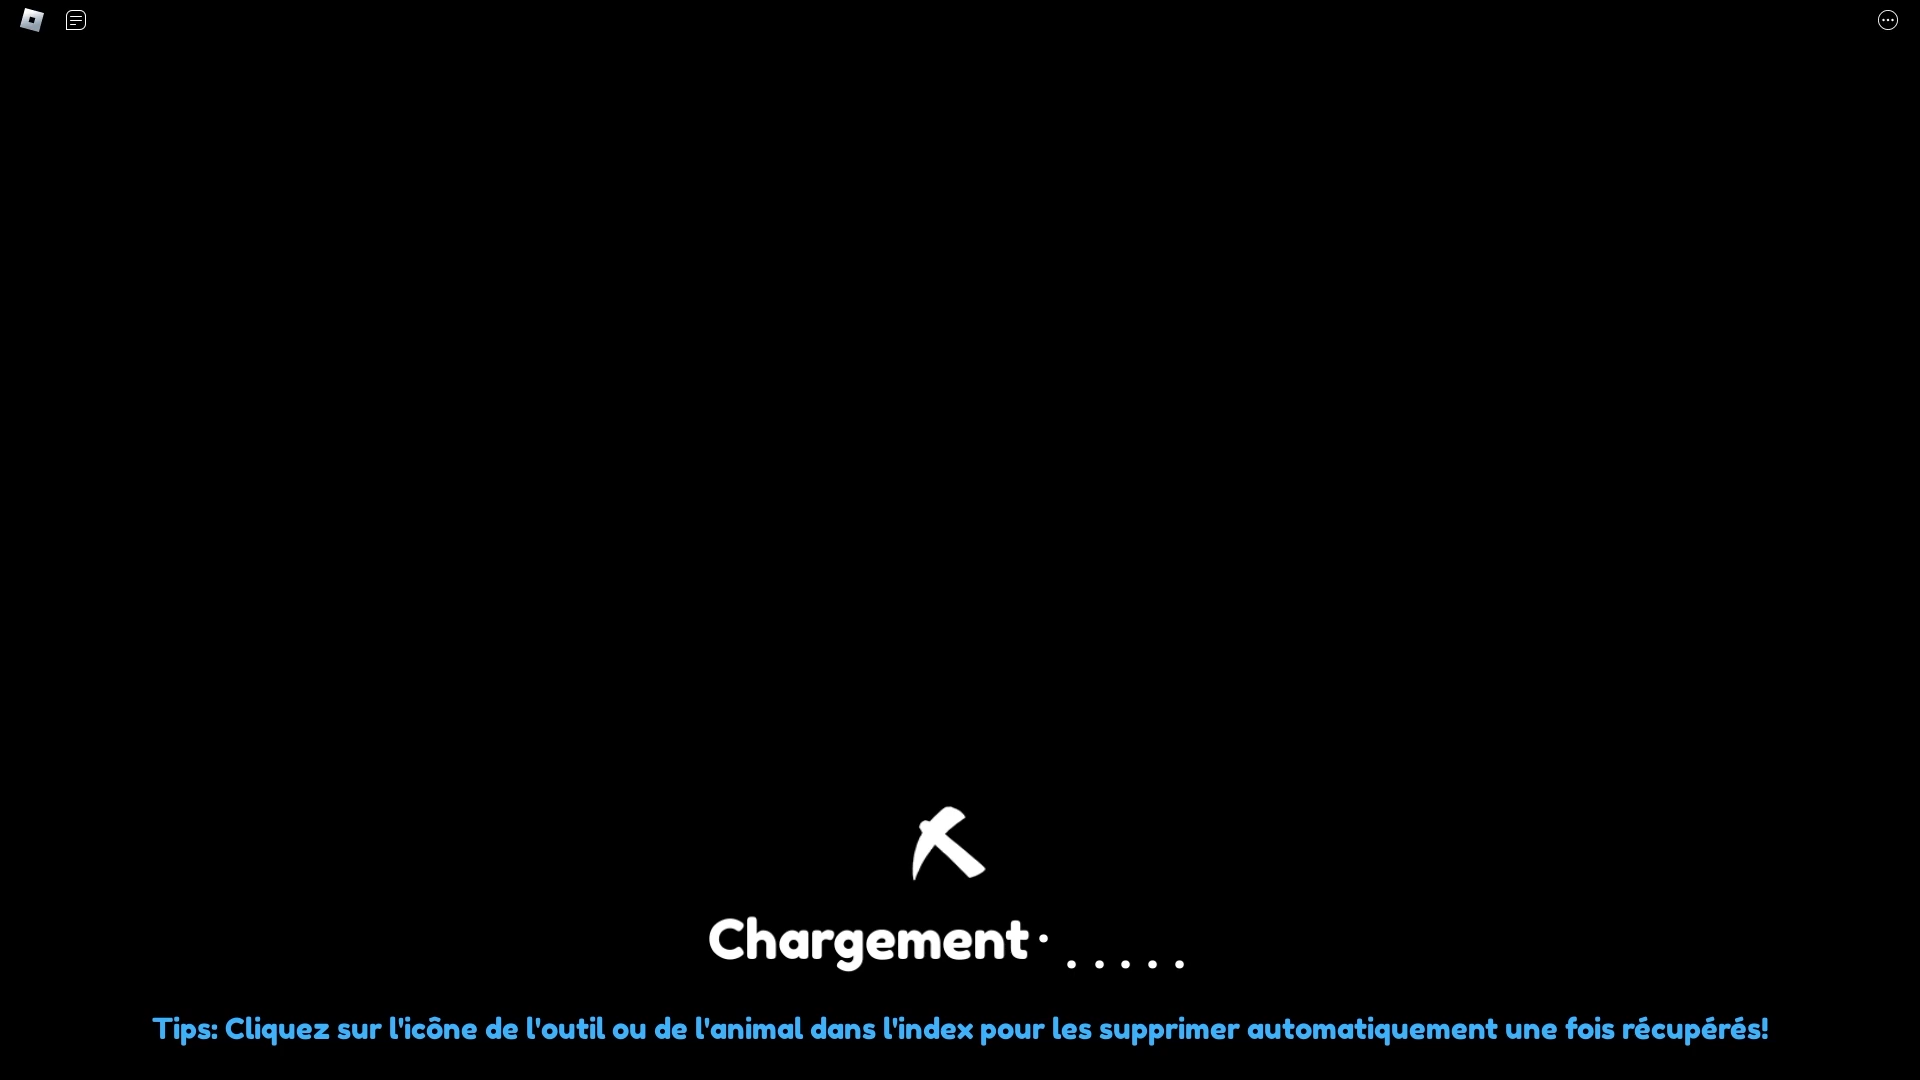 Chargement . . . . . .
Tips: Cliquez sur l'icône de l'outil ou de l'animal dans l'index pour les supprimer automatiquement une fois récupérés!